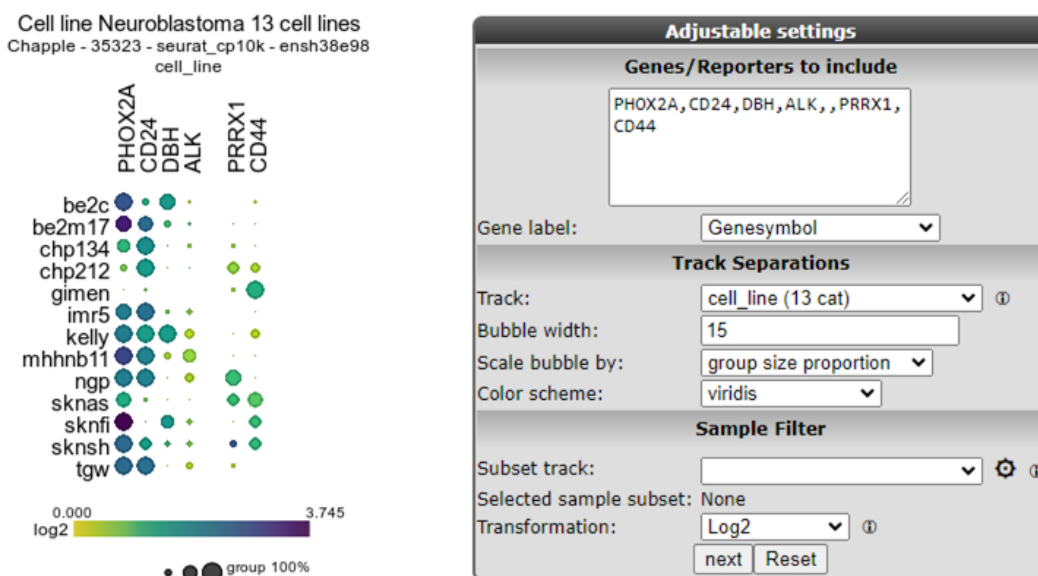 Cell line Neuroblastoma 13 cell lines
Chapple - 35323 - seurat_cp10k - ensh38e98
cell_line
PHOX2A
CD24
DBH
ALK
PRRX1
CD44
be2c
be2m17
chp134
chp212
gimen
imr5
kelly
mhhnb11
ngp
sknas
sknfi
sknsh
tgw
0.000 3.745
log2
group 100%
Adjustable settings
Genes/Reporters to include
PHOX2A,CD24,DBH,ALK,,PRRX1,
CD44
Gene label: Genesymbol
Track Separations
Track: cell_line (13 cat)
Bubble width: 15
Scale bubble by: group size proportion
Color scheme: viridis
Sample Filter
Subset track:
Selected sample subset: None
Transformation: Log2
next Reset